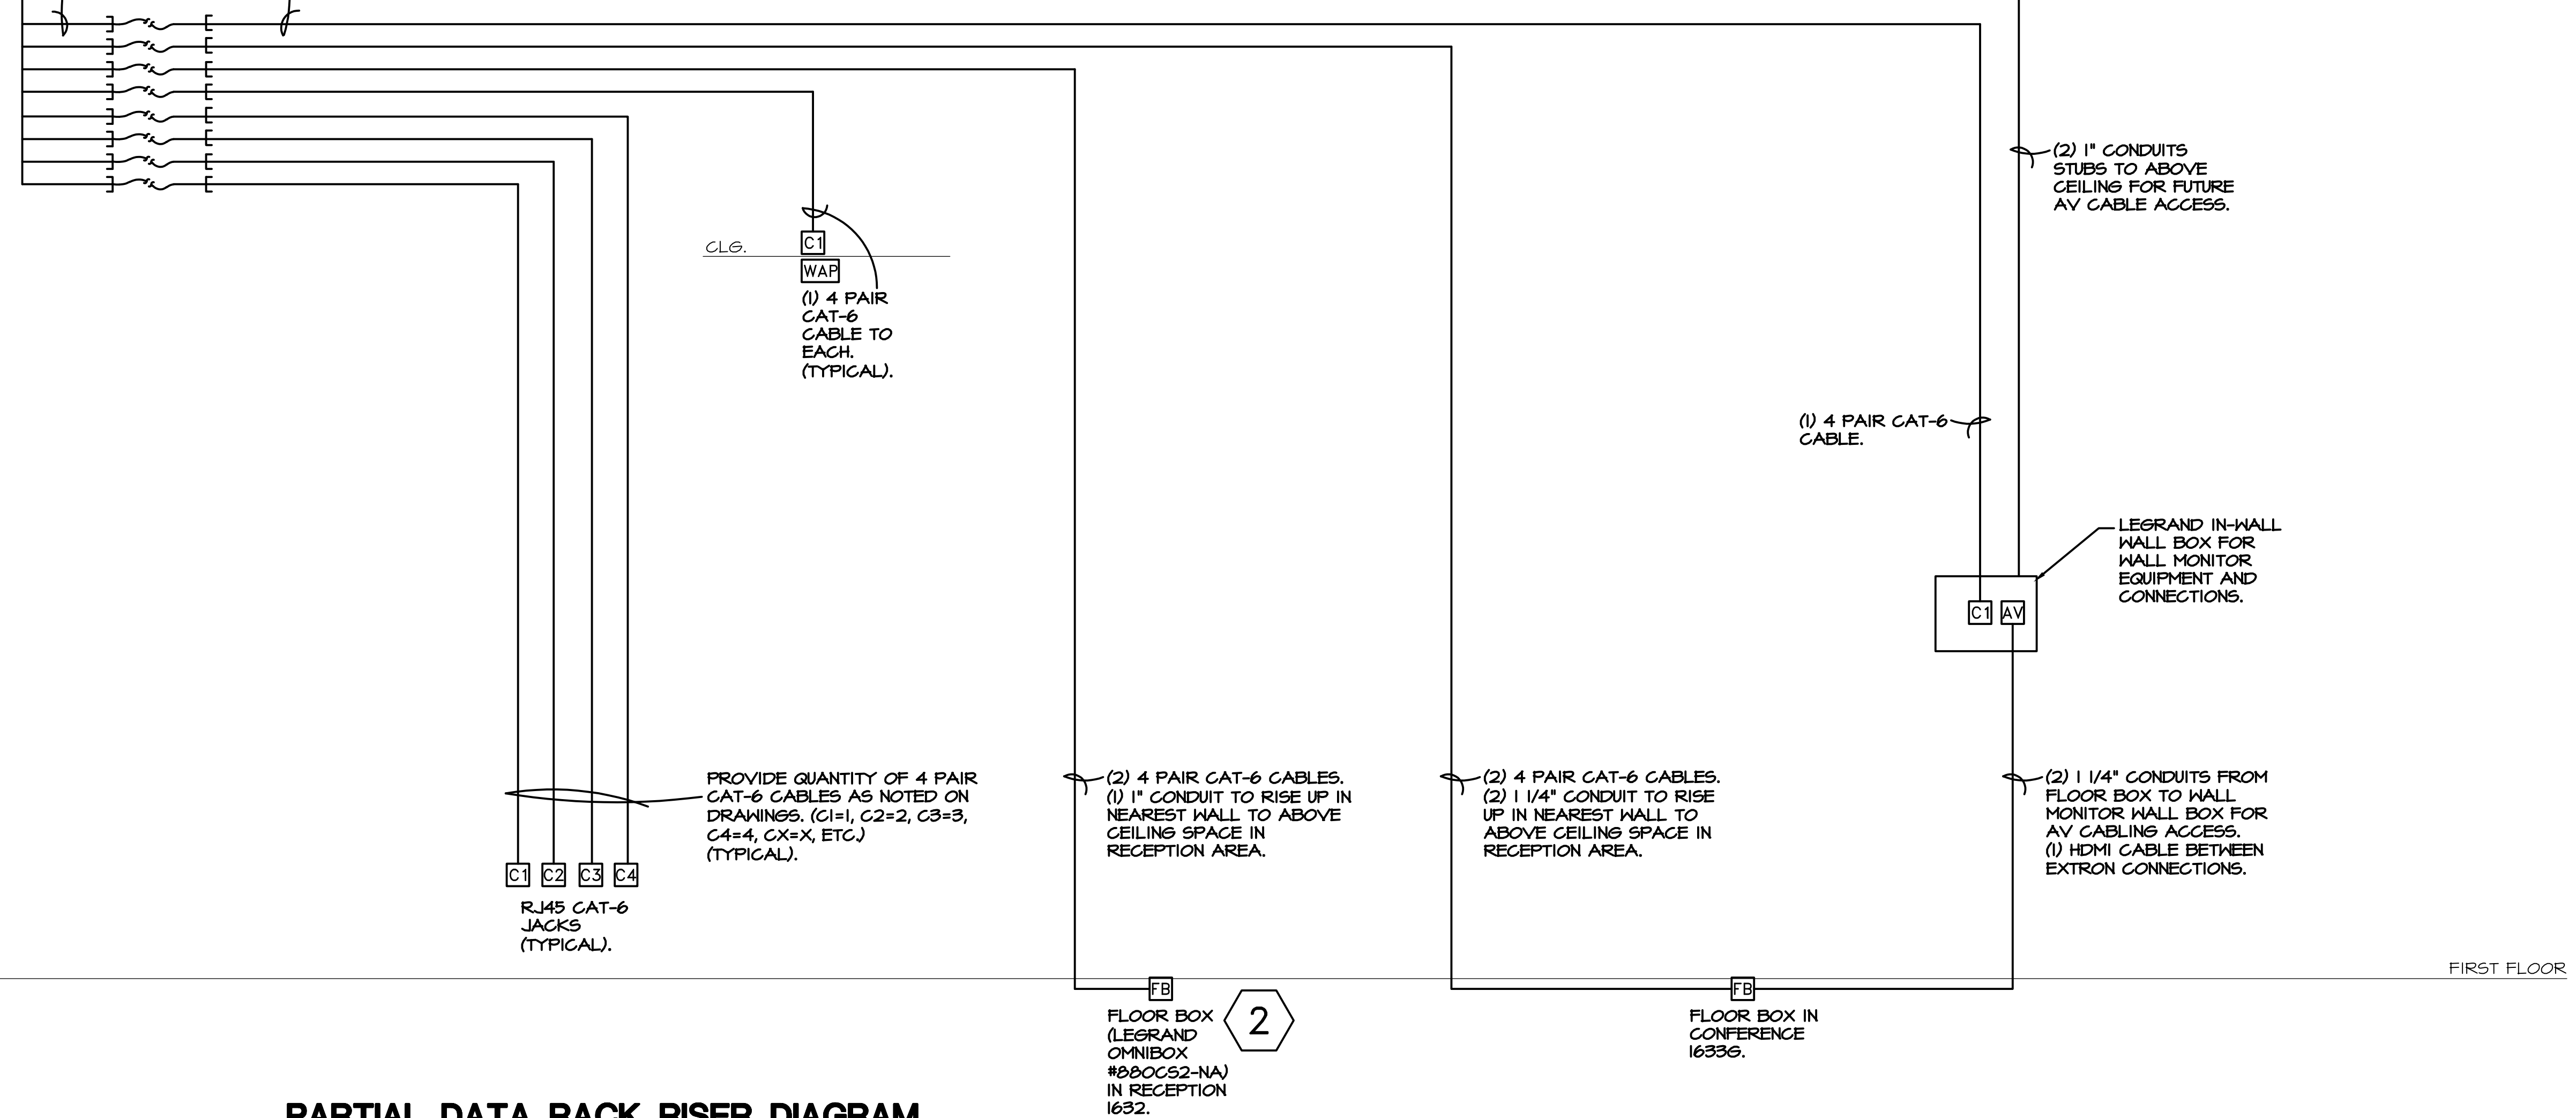 (2) 1" CONDUITS
STUBS TO ABOVE
CEILING FOR FUTURE
AV CABLE ACCESS.
CLG.
C1
WAP
(1) 4 PAIR
CAT-6
CABLE TO
EACH.
(TYPICAL).
(1) 4 PAIR CAT-6
CABLE.
LEGRAND IN-WALL
WALL BOX FOR
WALL MONITOR
EQUIPMENT AND
CONNECTIONS.
C1 AV
PROVIDE QUANTITY OF 4 PAIR
CAT-6 CABLES AS NOTED ON
DRAWINGS. (C1=1, C2=2, C3=3,
C4=4, CX=X, ETC.)
(TYPICAL).
(2) 4 PAIR CAT-6 CABLES.
(1) 1" CONDUIT TO RISE UP IN
NEAREST WALL TO ABOVE
CEILING SPACE IN
RECEPTION AREA.
(2) 4 PAIR CAT-6 CABLES.
(2) 1 1/4" CONDUIT TO RISE
UP IN NEAREST WALL TO
ABOVE CEILING SPACE IN
RECEPTION AREA.
(2) 1 1/4" CONDUITS FROM
FLOOR BOX TO WALL
MONITOR WALL BOX FOR
AV CABLING ACCESS.
(1) HDMI CABLE BETWEEN
EXTRON CONNECTIONS.
C1 C2 C3 C4
RJ45 CAT-6
JACKS
(TYPICAL).
FIRST FLOOR
FB
FLOOR BOX
(LEGRAND
OMNIBOX
#880CS2-NA)
IN RECEPTION
1632.
2
FB
FLOOR BOX IN
CONFERENCE
1633G.
PARTIAL DATA RACK RISER DIAGRAM